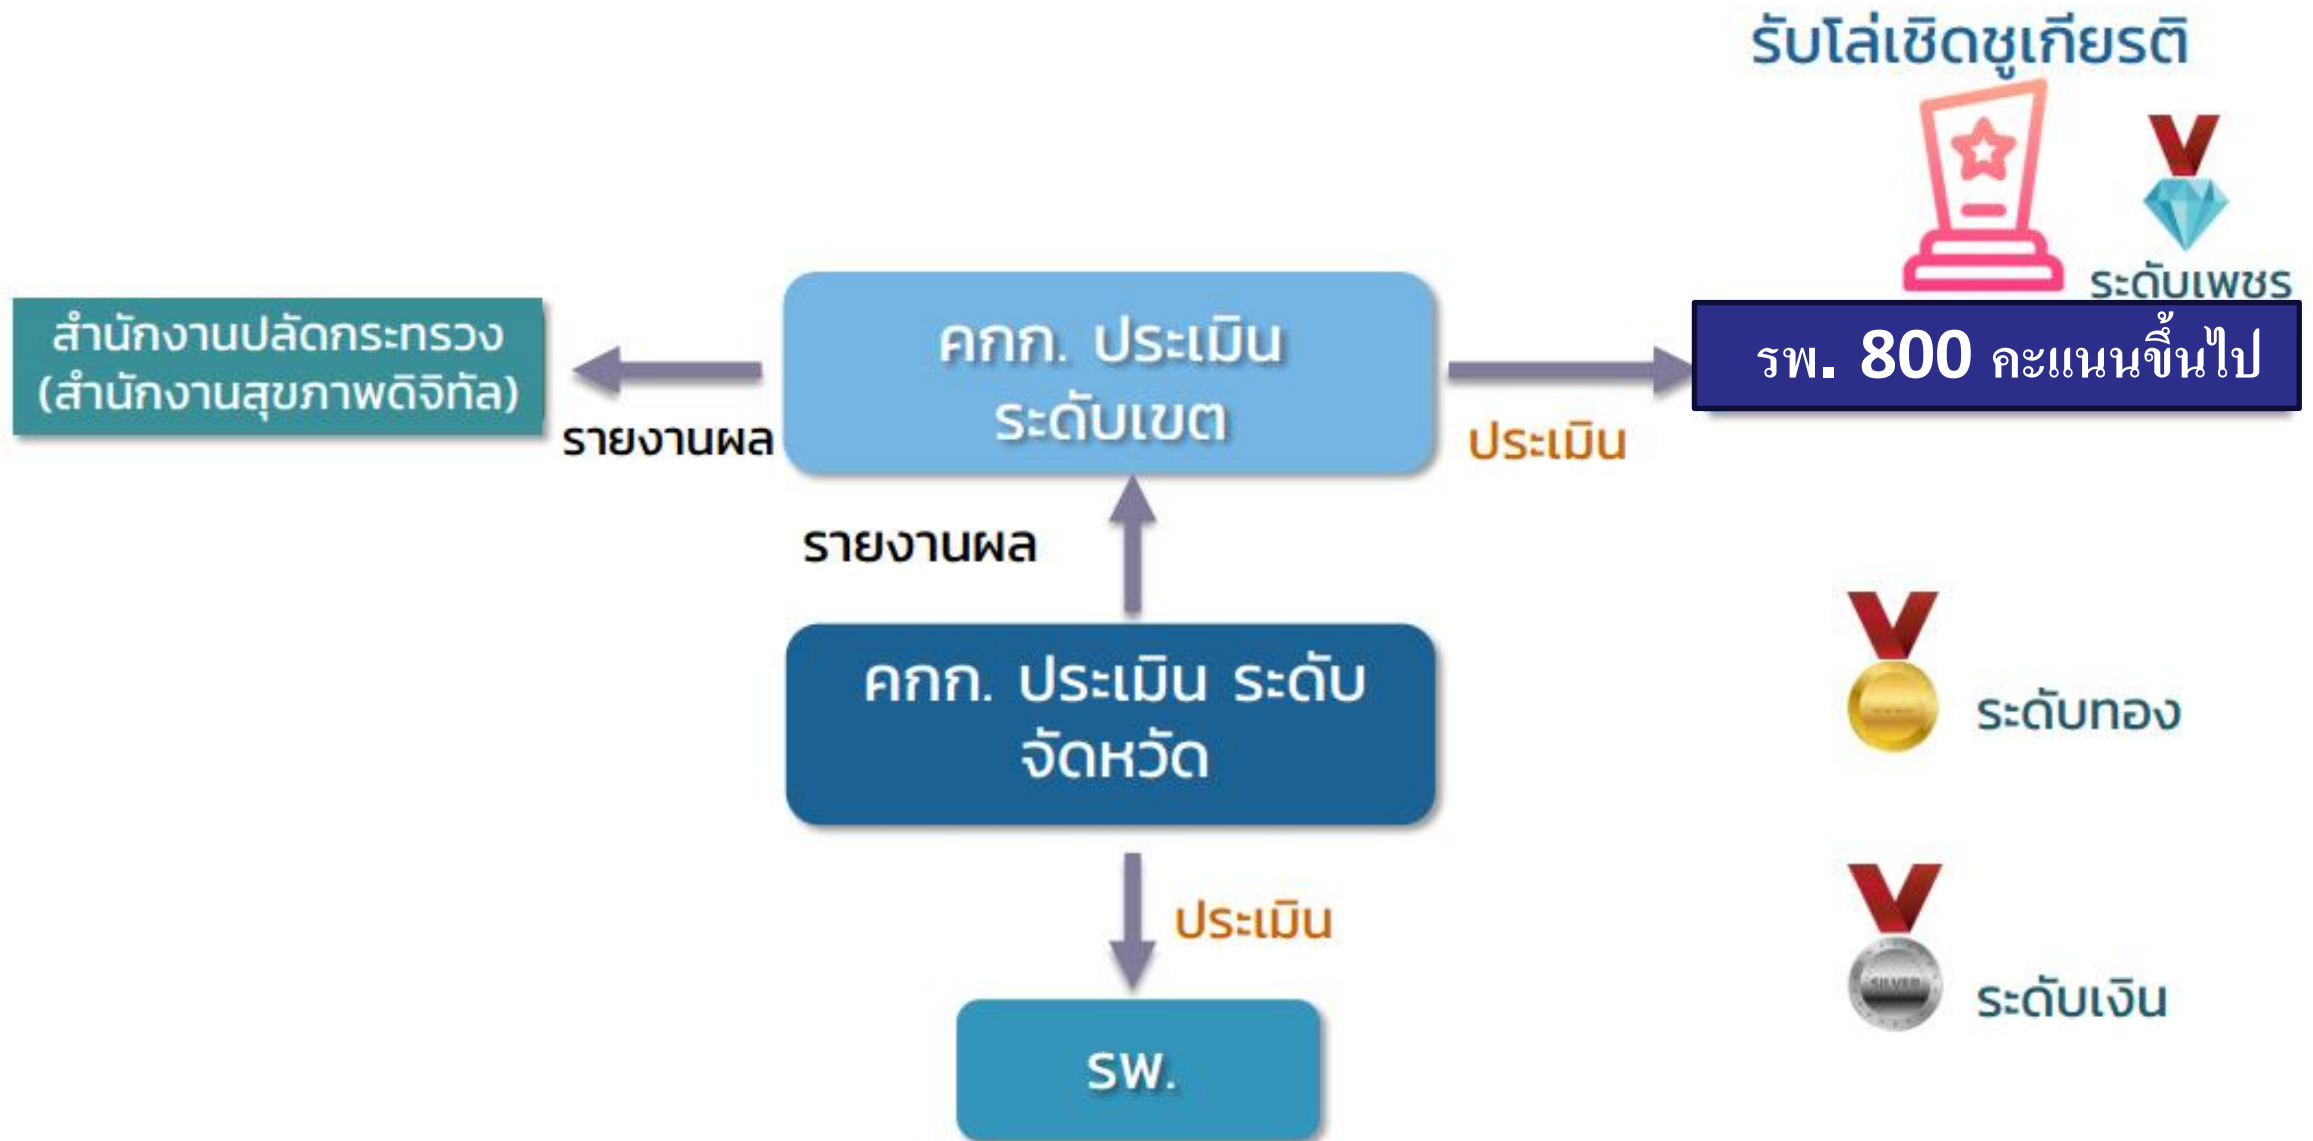 รับโล่เชิดชูเกียรติ
ระดับเพชร
สำนักงานปลัดกระทรวง
(สำนักงานสุขภาพดิจิทัล)
รายงานผล
คกก. ประเมิน
ระดับเขต
ประเมิน
รพ. 800 คะแนนขึ้นไป
รายงานผล
คกก. ประเมิน ระดับ
จังหวัด
ระดับทอง
ประเมิน
SILVER
ระดับเงิน
รพ.